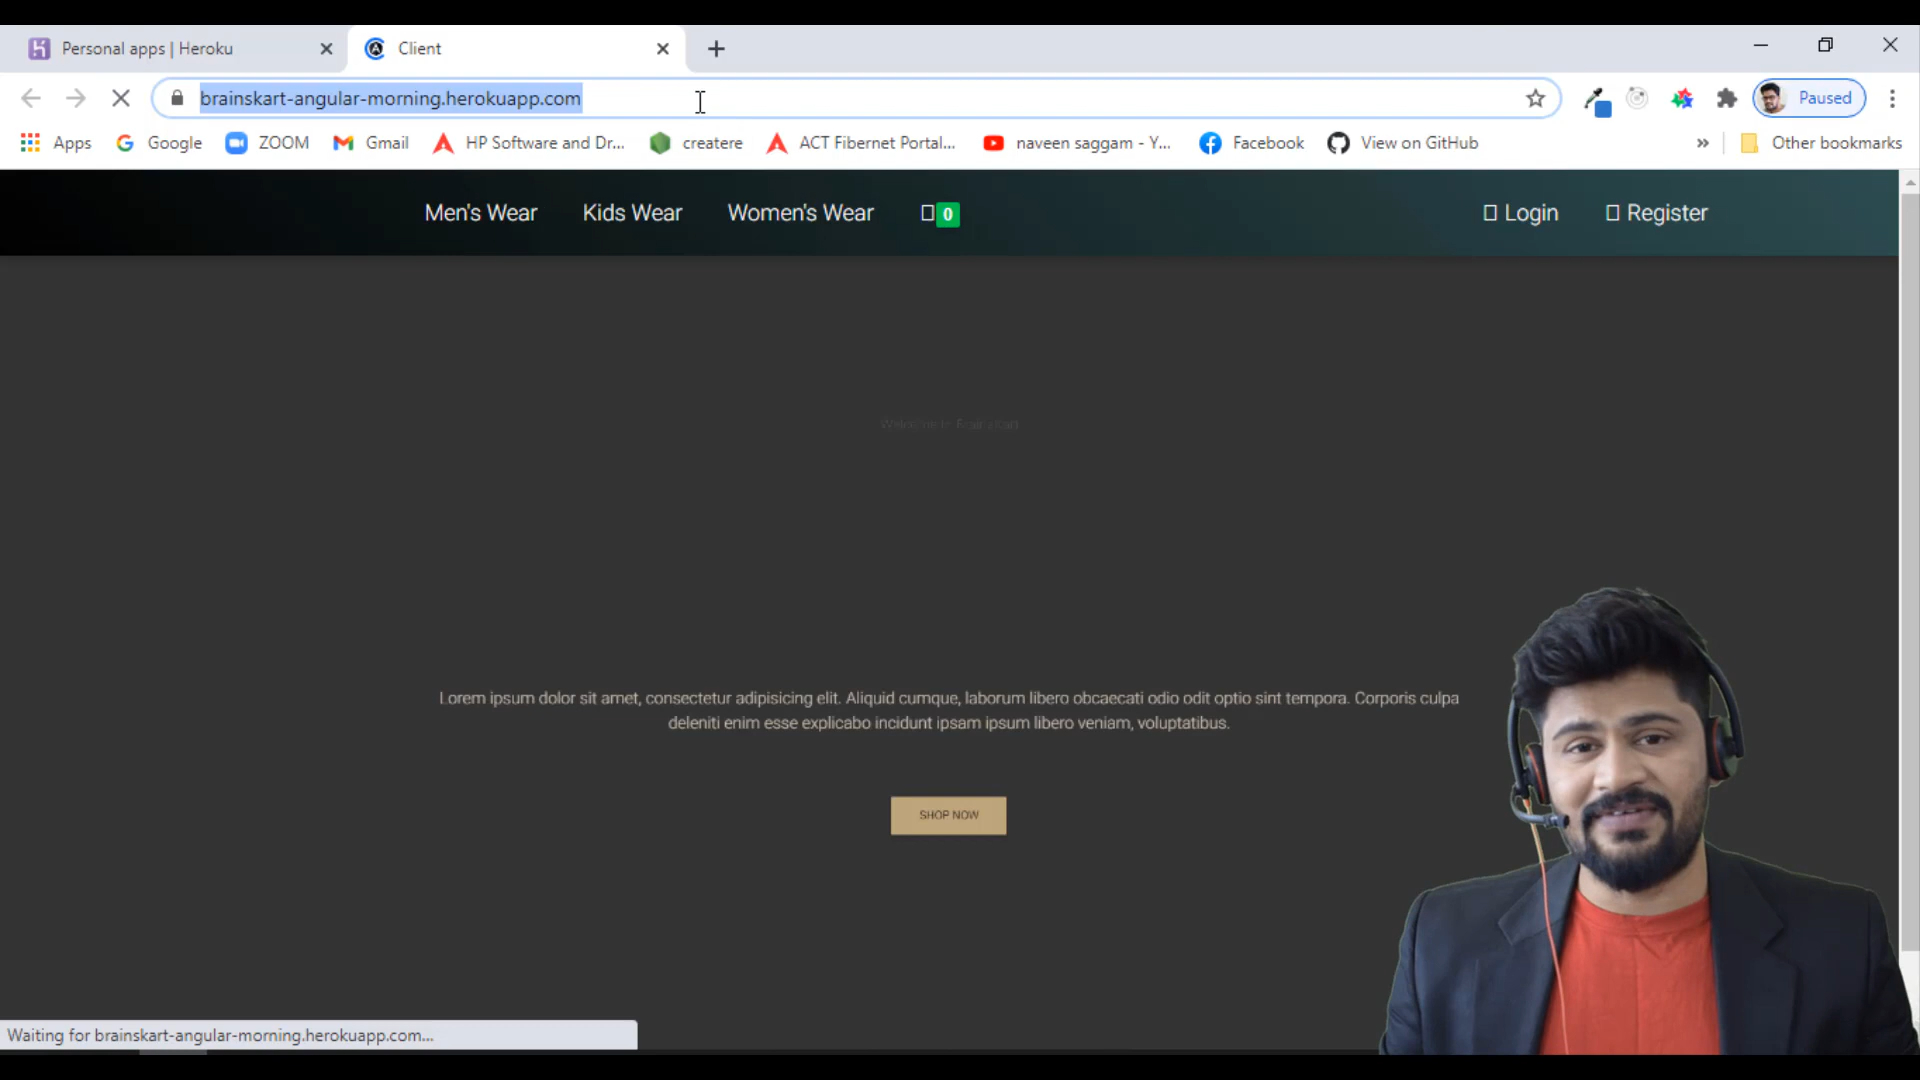 Personal apps | Heroku
Client
brainskart-angular-morning.herokuapp.com
Paused
Apps
Google
ZOOM
Gmail
HP Software and Dr...
createre
ACT Fibernet Portal...
naveen saggam - Y...
Facebook
View on GitHub
»
Other bookmarks
Men's Wear
Kids Wear
Women's Wear
0
Login
Register
Lorem ipsum dolor sit amet, consectetur adipisicing elit. Aliquid cumque, laborum libero obcaecati odio odit optio sint tempora. Corporis culpa
deleniti enim esse explicabo incidunt ipsam ipsum libero veniam, voluptatibus.
SHOP NOW
Waiting for brainskart-angular-morning.herokuapp.com...